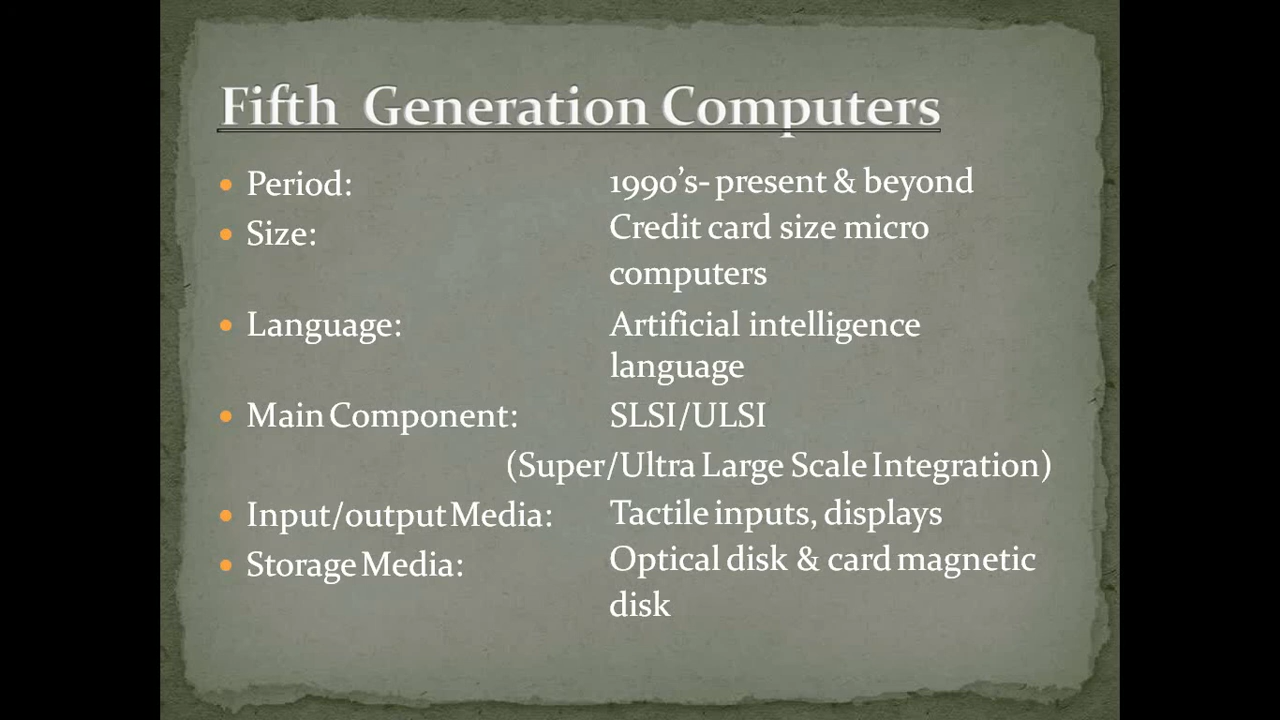 Fifth Generation Computers
Period: 1990's- present & beyond
Size: Credit card size micro
computers
Language: Artificial intelligence
language
Main Component: SLSI/ULSI
(Super/Ultra Large Scale Integration)
Input/output Media: Tactile inputs, displays
Storage Media: Optical disk & card magnetic
disk